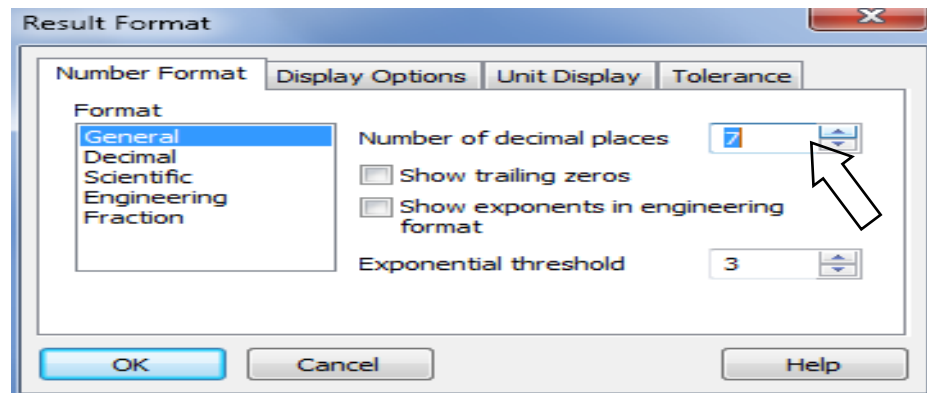 Result Format
Number Format Display Options Unit Display Tolerance
Format
General
Decimal
Scientific
Engineering
Fraction
Number of decimal places 7
Show trailing zeros
Show exponents in engineering
format
Exponential threshold 3
OK Cancel Help